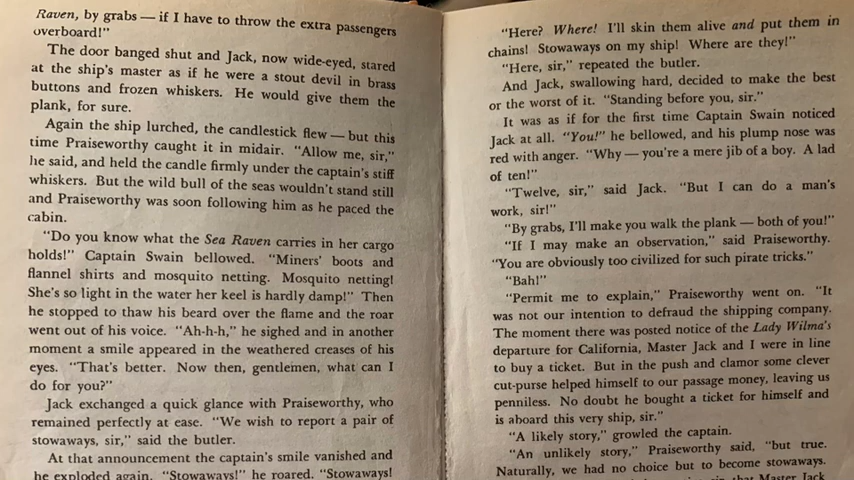 Raven, by grabs — if I have to throw the extra passengers
overboard!"
The door banged shut and Jack, now wide-eyed, stared
at the ship's master as if he were a stout devil in brass
buttons and frozen whiskers. He would give them the
plank, for sure.
Again the ship lurched, the candlestick flew — but this
time Praiseworthy caught it in midair. "Allow me, sir,"
he said, and held the candle firmly under the captain's stiff
whiskers. But the wild bull of the seas wouldn't stand still
and Praiseworthy was soon following him as he paced the
cabin.
"Do you know what the Sea Raven carries in her cargo
holds!" Captain Swain bellowed. "Miners' boots and
flannel shirts and mosquito netting. Mosquito netting!
She's so light in the water her keel is hardly damp!" Then
he stopped to thaw his beard over the flame and the roar
went out of his voice. "Ah-h-h," he sighed and in another
moment a smile appeared in the weathered creases of his
eyes. "That's better. Now then, gentlemen, what can I
do for you?"
Jack exchanged a quick glance with Praiseworthy, who
remained perfectly at ease. "We wish to report a pair of
stowaways, sir," said the butler.
At that announcement the captain's smile vanished and
he exploded again. "Stowaways!" he roared. "Stowaways!
"Here? Where! I'll skin them alive and put them in
chains! Stowaways on my ship! Where are they!"
"Here, sir," repeated the butler.
And Jack, swallowing hard, decided to make the best
or the worst of it. "Standing before you, sir."
It was as if for the first time Captain Swain noticed
Jack at all. "You!" he bellowed, and his plump nose was
red with anger. "Why — you're a mere jib of a boy. A lad
of ten!"
"Twelve, sir," said Jack. "But I can do a man's
work, sir!"
"By grabs, I'll make you walk the plank — both of you!"
"If I may make an observation," said Praiseworthy.
"You are obviously too civilized for such pirate tricks."
"Bah!"
"Permit me to explain," Praiseworthy went on. "It
was not our intention to defraud the shipping company.
The moment there was posted notice of the Lady Wilma's
departure for California, Master Jack and I were in line
to buy a ticket. But in the push and clamor some clever
cut-purse helped himself to our passage money, leaving us
penniless. No doubt he bought a ticket for himself and
is aboard this very ship, sir."
"A likely story," growled the captain.
"An unlikely story," Praiseworthy said, "but true.
Naturally, we had no choice but to become stowaways.
sir, that Master Jack